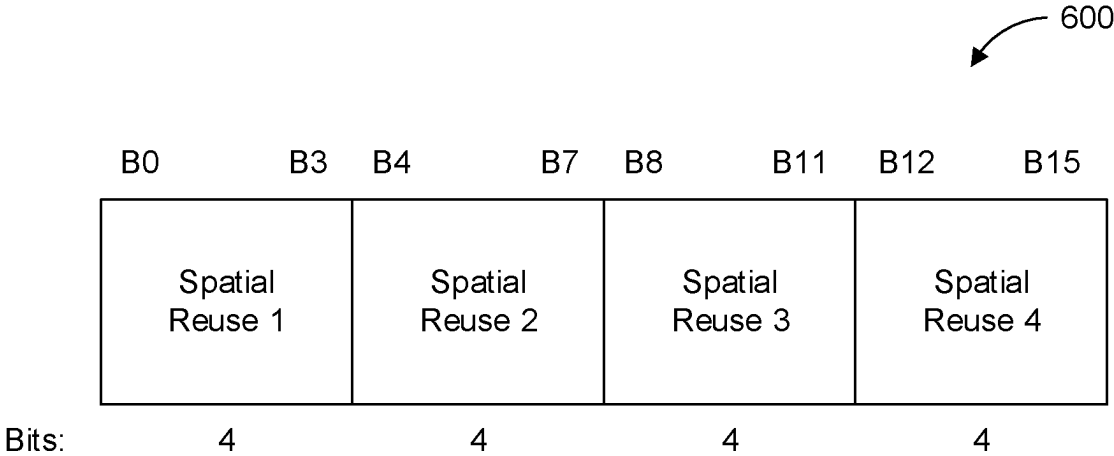 600
B0 B3 B4 B7 B8 B11 B12 B15
Spatial Spatial Spatial Spatial
Reuse 1 Reuse 2 Reuse 3 Reuse 4
Bits: 4 4 4 4